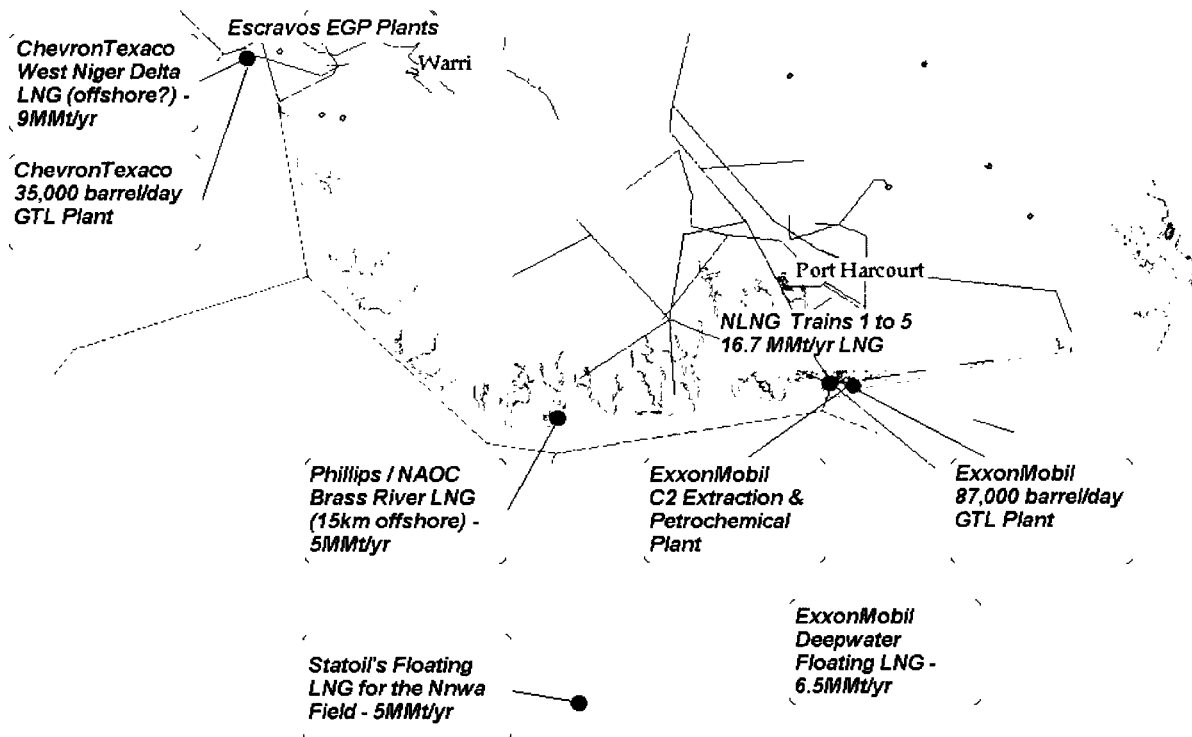 Escravos EGP Plants
ChevronTexaco
West Niger Delta
LNG (offshore?) -
9MMt/yr
Warri
ChevronTexaco
35,000 barrel/day
GTL Plant
Port Harcourt
NLNG Trains 1 to 5
16.7 MMt/yr LNG
Phillips / NAOC
Brass River LNG
(15km offshore) -
5MMt/yr
ExxonMobil
C2 Extraction &
Petrochemical
Plant
ExxonMobil
87,000 barrel/day
GTL Plant
Statoil's Floating
LNG for the Nnwa
Field - 5MMt/yr
ExxonMobil
Deepwater
Floating LNG -
6.5MMt/yr